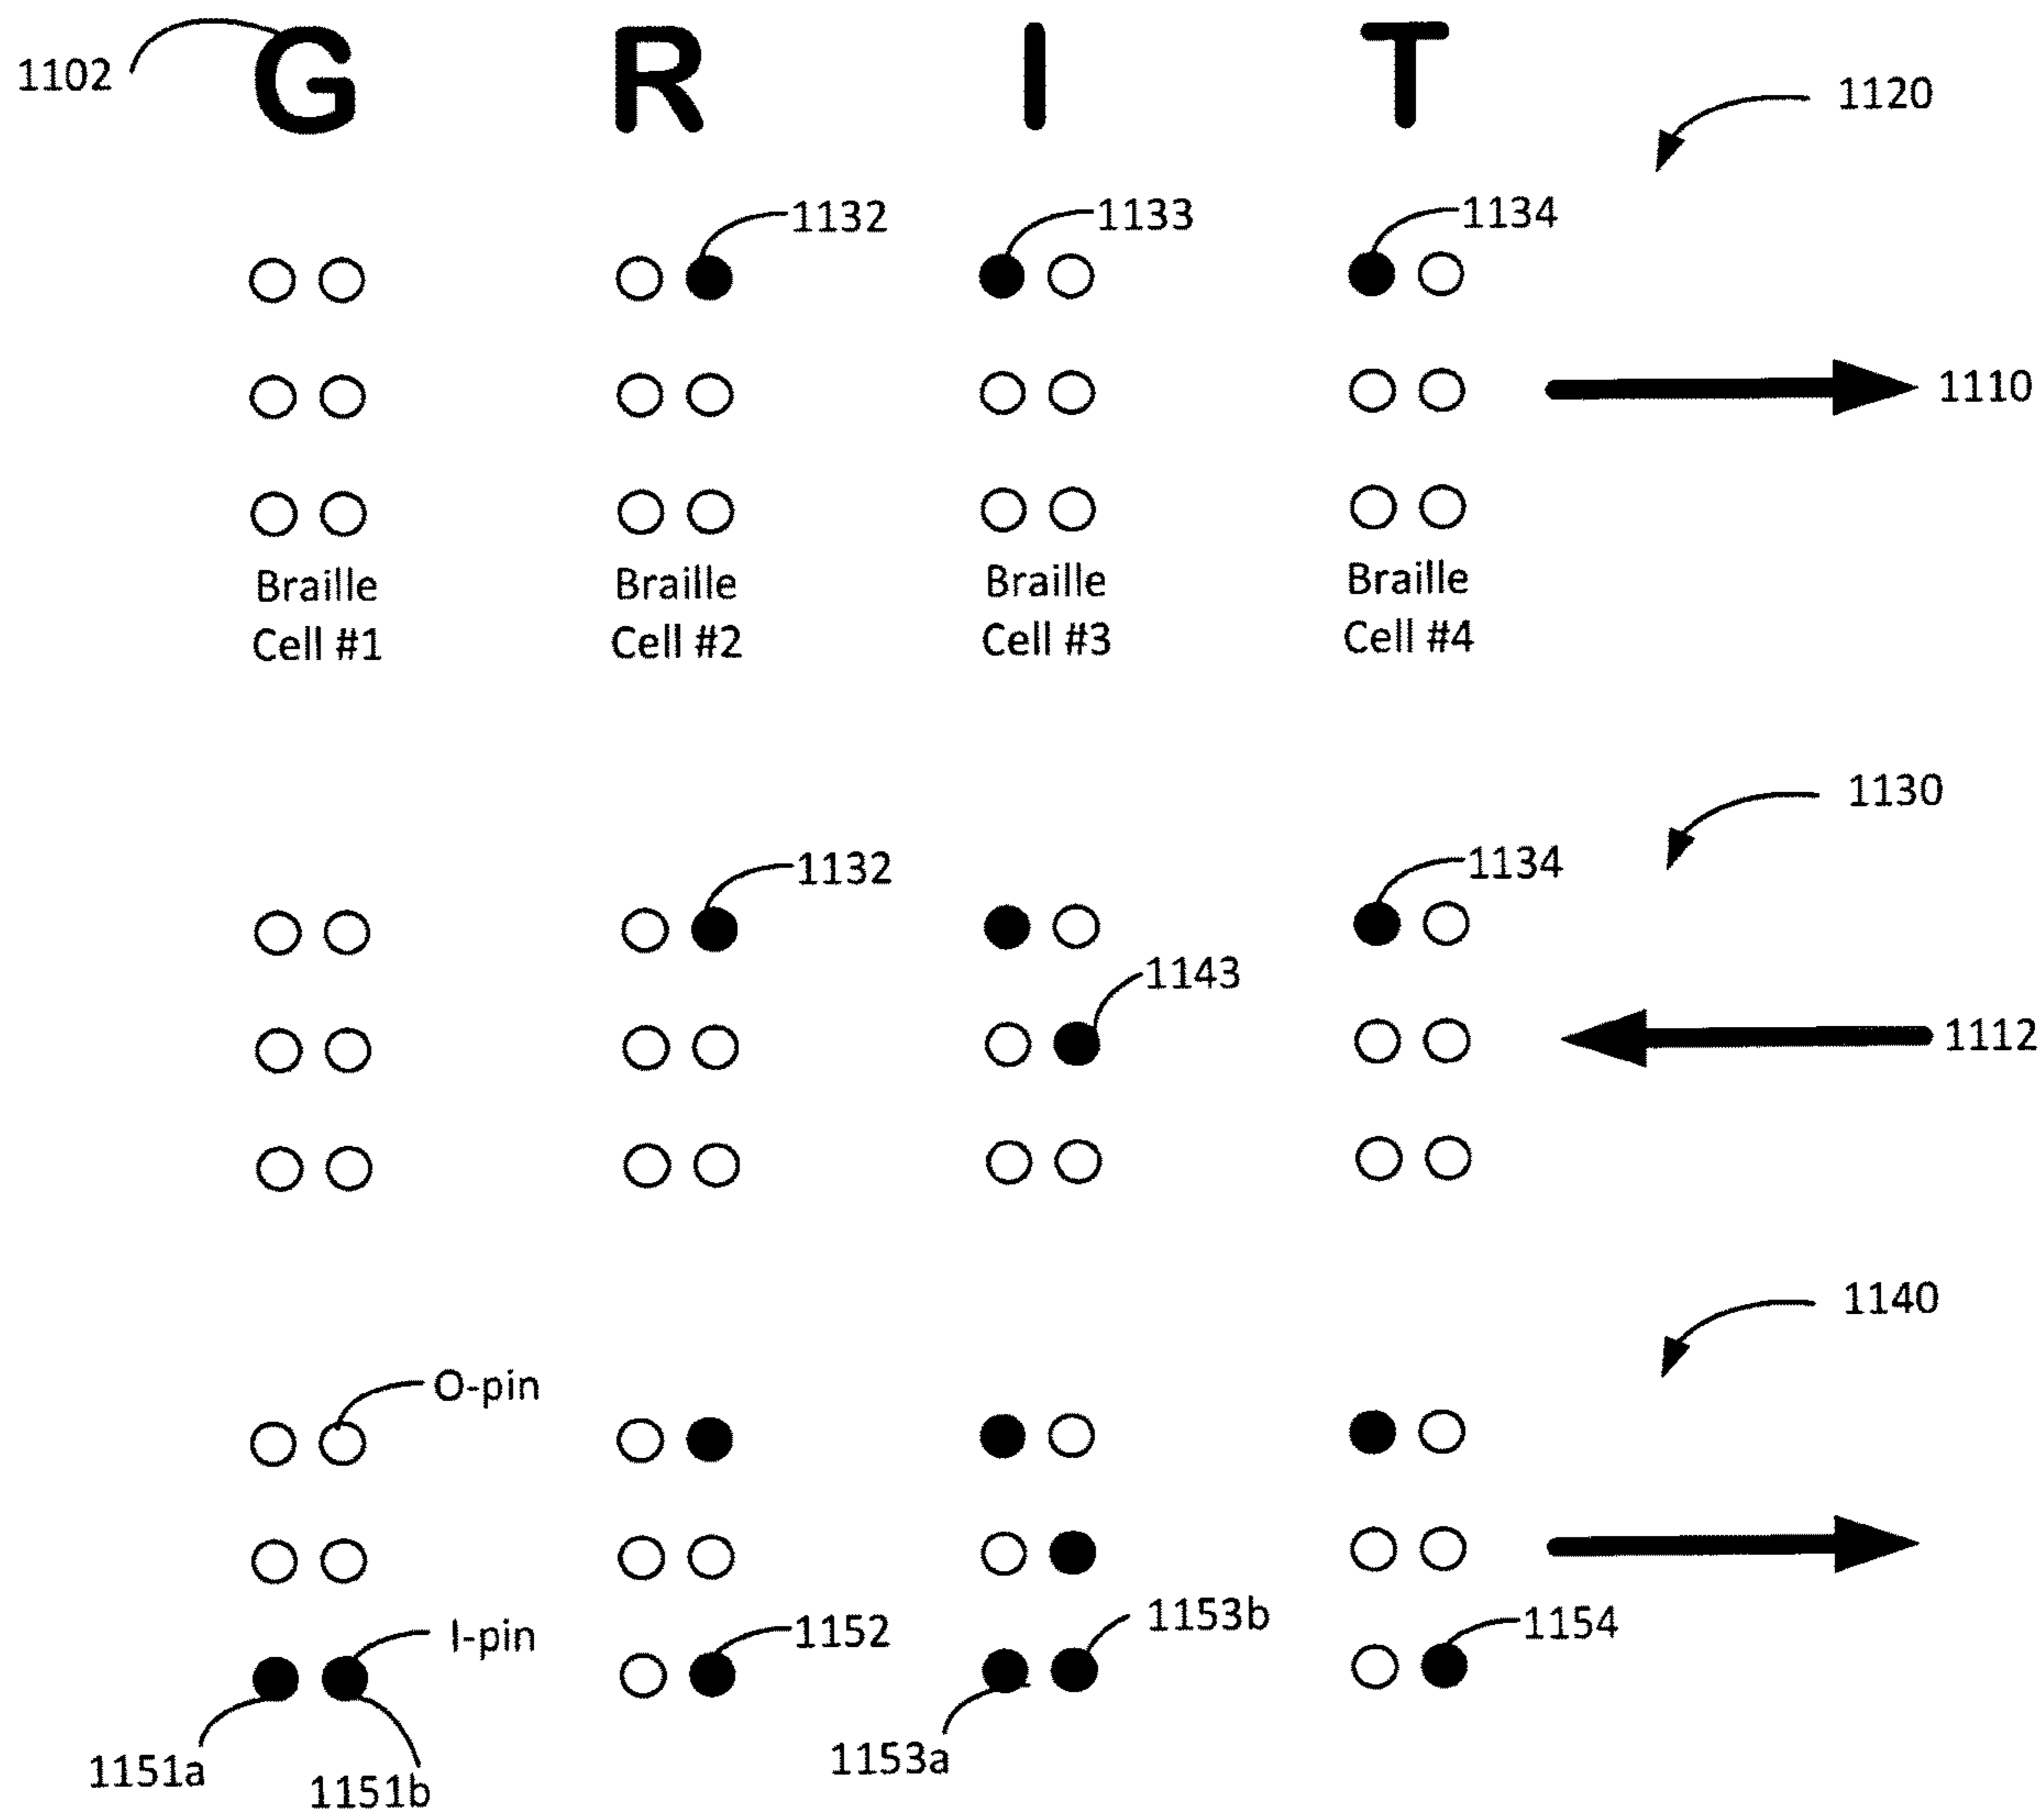 1102 G R I T
1120
1132 1133 1134
1110
Braille Braille Braille Braille
Cell #1 Cell #2 Cell #3 Cell #4
1130
1132 1134
1143
1112
1140
O-pin
I-pin 1152 1153b 1154
1151a 1151b 1153a